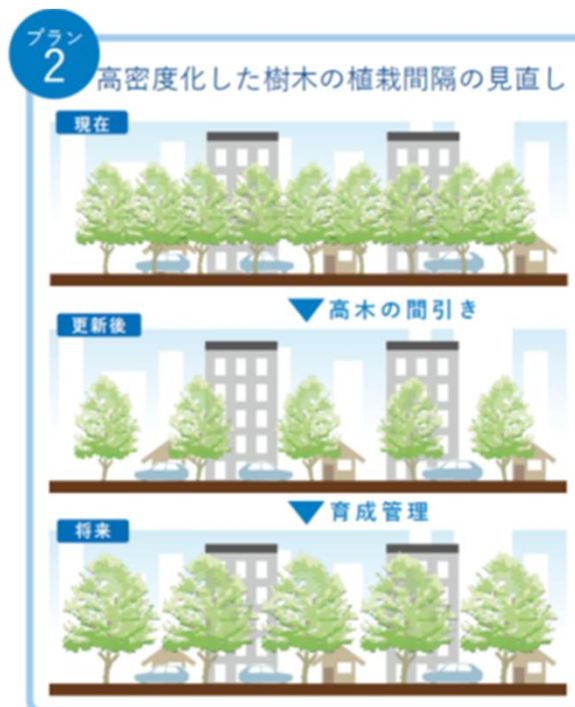 プラン
2
高密度化した樹木の植栽間隔の見直し
現在
高木の間引き
更新後
育成管理
将来